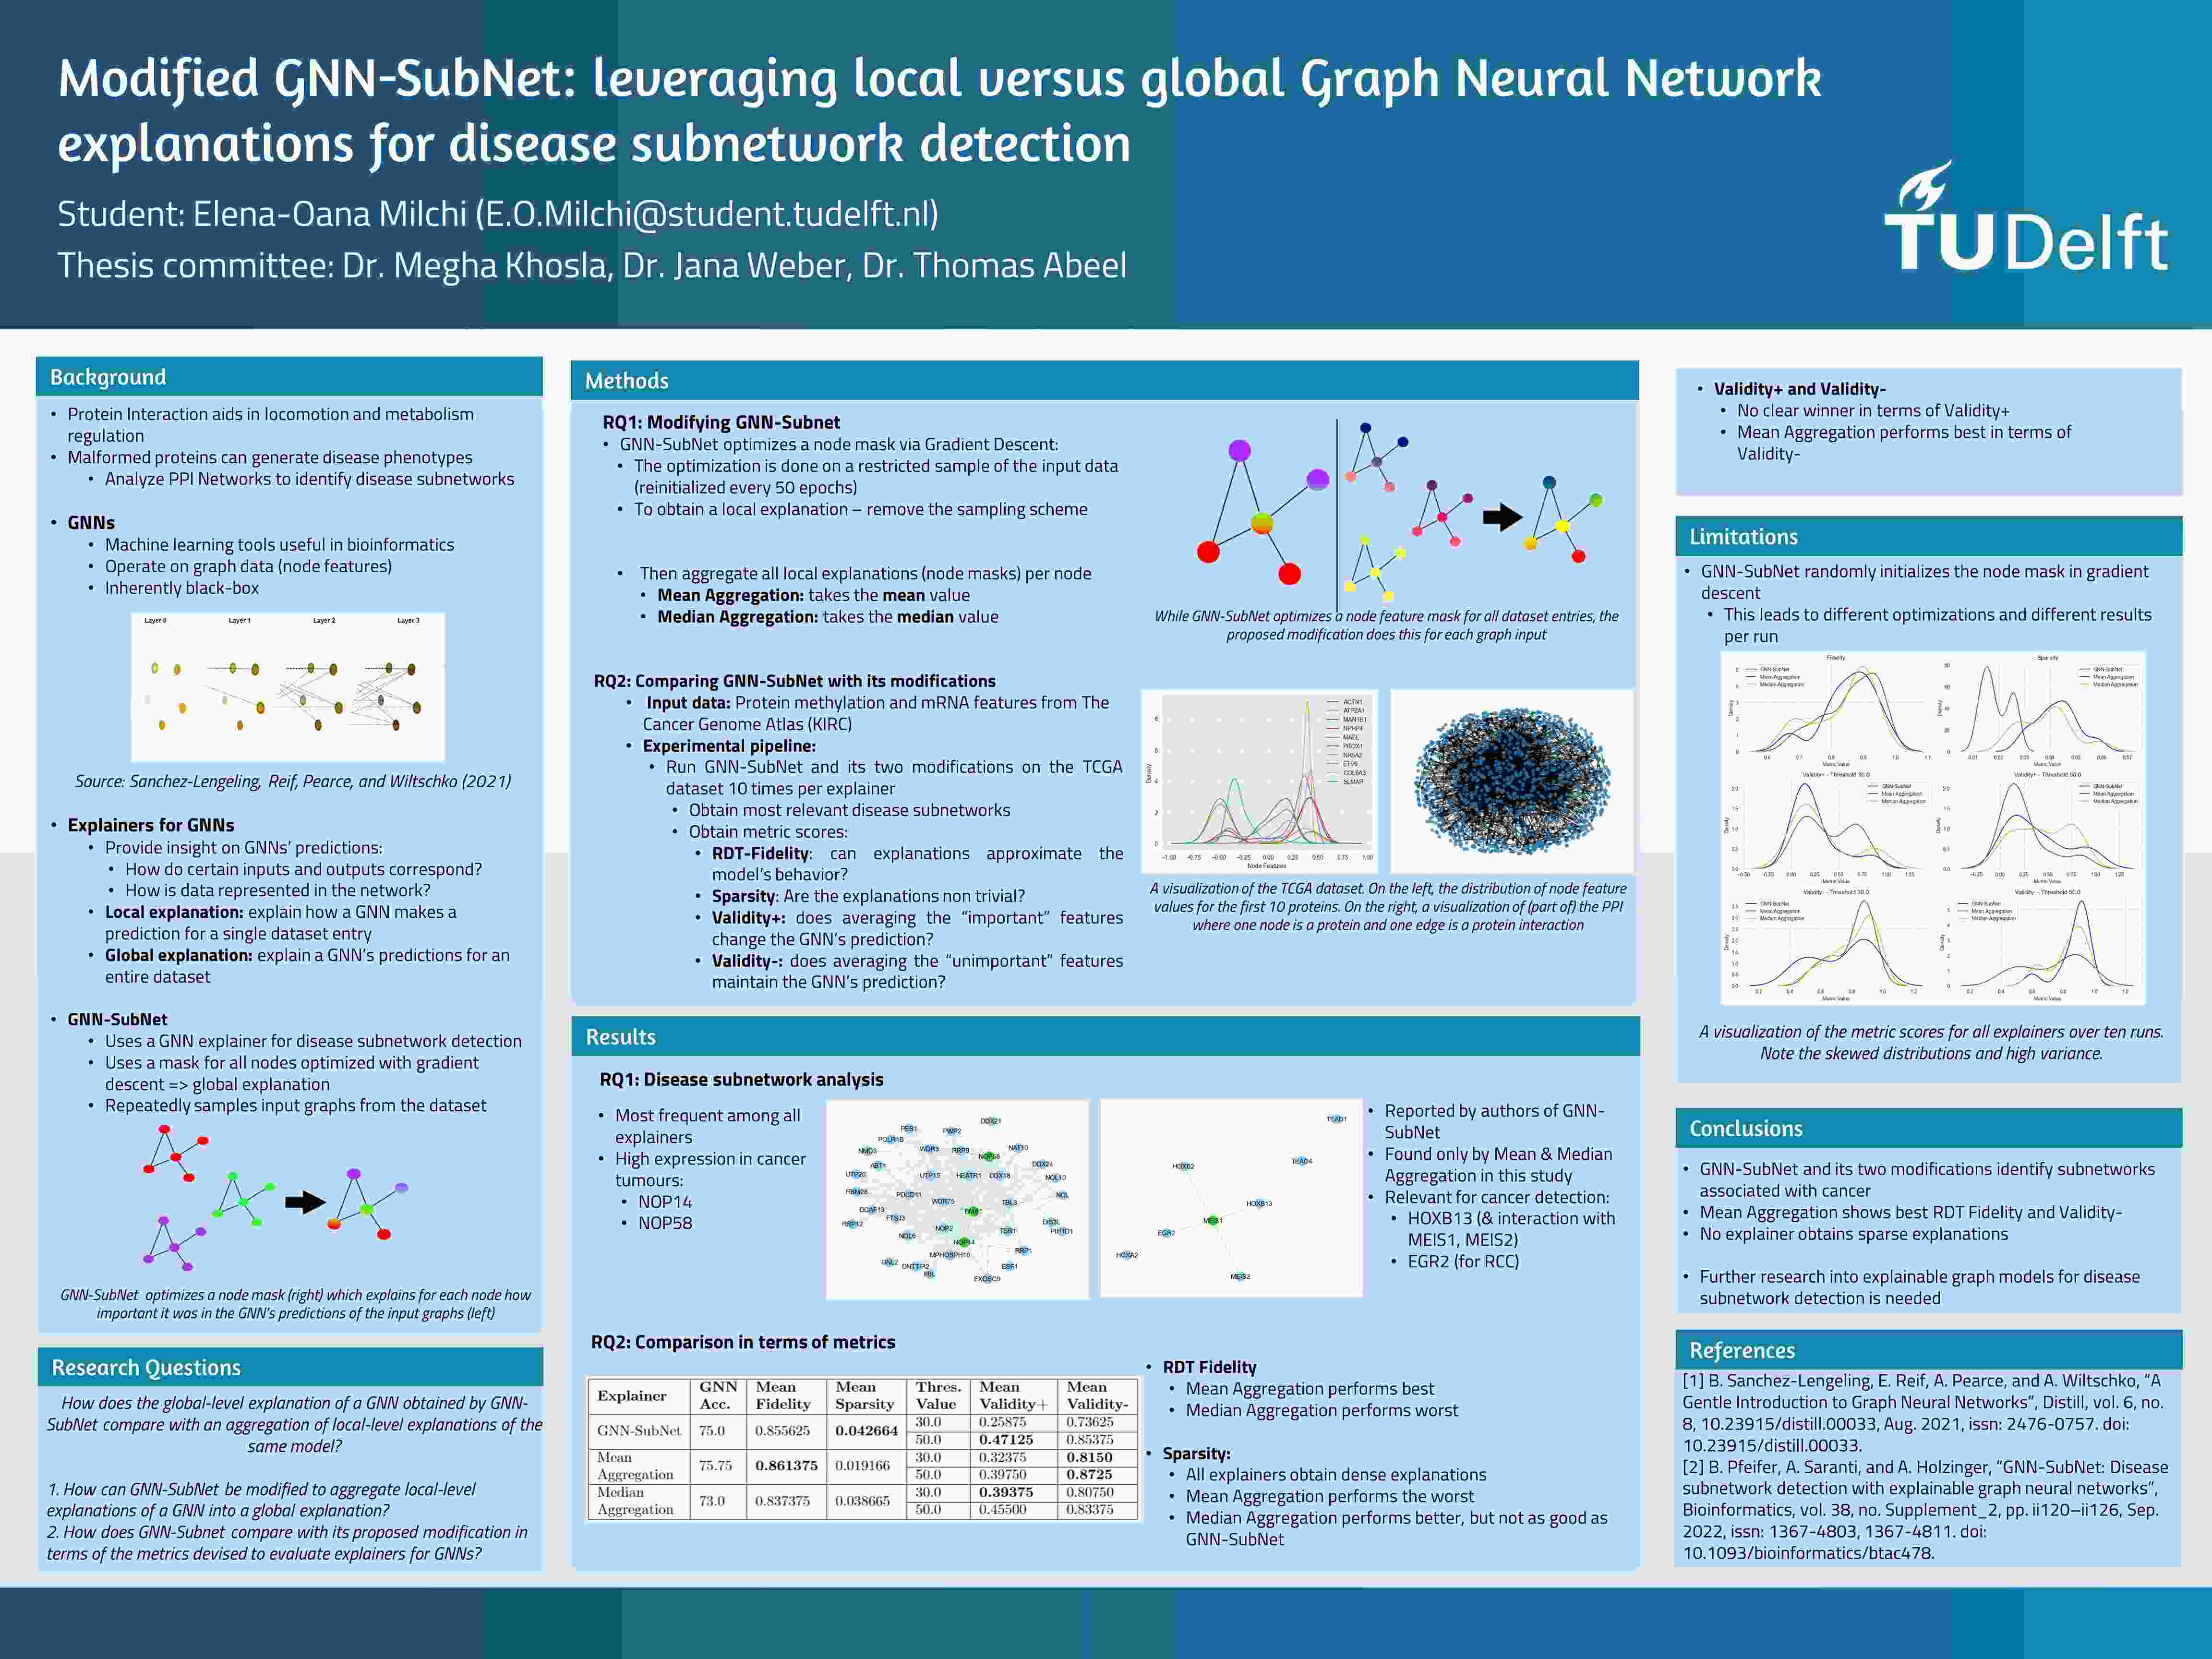 Modified GNN-SubNet: leveraging local versus global Graph Neural Network
explanations for disease subnetwork detection
Student: Elena-Oana Milchi (E.O.Milchi@student.tudelft.nl)
Thesis committee: Dr. Megha Khosla, Dr. Jana Weber, Dr. Thomas Abeel
TUDelft
Background
• Protein Interaction aids in locomotion and metabolism
regulation
• Malformed proteins can generate disease phenotypes
• Analyze PPI Networks to identify disease subnetworks
• GNNs
• Machine learning tools useful in bioinformatics
• Operate on graph data (node features)
• Inherently black-box
Layer 0 Layer 1 Layer 2 Layer 3
Source: Sanchez-Lengeling, Reif, Pearce, and Wiltschko (2021)
• Explainers for GNNs
• Provide insight on GNNs' predictions:
• How do certain inputs and outputs correspond?
• How is data represented in the network?
• Local explanation: explain how a GNN makes a
prediction for a single dataset entry
• Global explanation: explain a GNN's predictions for an
entire dataset
• GNN-SubNet
• Uses a GNN explainer for disease subnetwork detection
• Uses a mask for all nodes optimized with gradient
descent => global explanation
• Repeatedly samples input graphs from the dataset
GNN-SubNet optimizes a node mask (right) which explains for each node how
important it was in the GNN's predictions of the input graphs (left)
Research Questions
How does the global-level explanation of a GNN obtained by GNN-
SubNet compare with an aggregation of local-level explanations of the
same model?
1. How can GNN-SubNet be modified to aggregate local-level
explanations of a GNN into a global explanation?
2. How does GNN-Subnet compare with its proposed modification in
terms of the metrics devised to evaluate explainers for GNNs?
Methods
RQ1: Modifying GNN-Subnet
• GNN-SubNet optimizes a node mask via Gradient Descent:
• The optimization is done on a restricted sample of the input data
(reinitialized every 50 epochs)
• To obtain a local explanation – remove the sampling scheme
• Then aggregate all local explanations (node masks) per node
• Mean Aggregation: takes the mean value
• Median Aggregation: takes the median value
While GNN-SubNet optimizes a node feature mask for all dataset entries, the
proposed modification does this for each graph input
RQ2: Comparing GNN-SubNet with its modifications
• Input data: Protein methylation and mRNA features from The
Cancer Genome Atlas (KIRC)
• Experimental pipeline:
• Run GNN-SubNet and its two modifications on the TCGA
dataset 10 times per explainer
• Obtain most relevant disease subnetworks
• Obtain metric scores:
• RDT-Fidelity: can explanations approximate the
model's behavior?
• Sparsity: Are the explanations non trivial?
• Validity+: does averaging the "important" features
change the GNN's prediction?
• Validity-: does averaging the "unimportant" features
maintain the GNN's prediction?
ACTN1
ATP2A1
MAN1B1
NPHP4
MAEL
PROX1
NR5A2
ETV6
COL6A3
SLMAP
Density
-1.00 -0.75 -0.50 -0.25 0.00 0.25 0.50 0.75 1.00
Node Features
A visualization of the TCGA dataset. On the left, the distribution of node feature
values for the first 10 proteins. On the right, a visualization of (part of) the PPI
where one node is a protein and one edge is a protein interaction
Results
RQ1: Disease subnetwork analysis
• Most frequent among all
explainers
• High expression in cancer
tumours:
• NOP14
• NOP58
DDX21
PES1 PWP2
POLR1B
NMD3 WDR3 RRP9 NOP58 NAT10
ABT1 DDX24
UTP20 UTP15 HEATR1 DDX18 NOL10
RBM28 PDCD11 NCL
WDR75 TBL3
DCAF13 BMS1
FTSJ3
RRP12 NOP2 TSR1 DIS3L PIH1D1
NOL6 NOP14
MPHOSPH10 RRP1
GNL2 DNTTIP2 ESF1
FBL EXOSC9
TEAD1
HOXB2 TEAD4
HOXB13
MEIS1
EGR2
HOXA2
MEIS2
• Reported by authors of GNN-
SubNet
• Found only by Mean & Median
Aggregation in this study
• Relevant for cancer detection:
• HOXB13 (& interaction with
MEIS1, MEIS2)
• EGR2 (for RCC)
RQ2: Comparison in terms of metrics
Explainer GNN Acc. Mean Fidelity Mean Sparsity Thres. Value Mean Validity+ Mean Validity-
GNN-SubNet 75.0 0.855625 0.042664 30.0 0.25875 0.73625
50.0 0.47125 0.85375
Mean Aggregation 75.75 0.861375 0.019166 30.0 0.32375 0.8150
50.0 0.39750 0.8725
Median Aggregation 73.0 0.837375 0.038665 30.0 0.39375 0.80750
50.0 0.45500 0.83375
• RDT Fidelity
• Mean Aggregation performs best
• Median Aggregation performs worst
• Sparsity:
• All explainers obtain dense explanations
• Mean Aggregation performs the worst
• Median Aggregation performs better, but not as good as
GNN-SubNet
• Validity+ and Validity-
• No clear winner in terms of Validity+
• Mean Aggregation performs best in terms of
Validity-
Limitations
• GNN-SubNet randomly initializes the node mask in gradient
descent
• This leads to different optimizations and different results
per run
Fidelity Sparsity
GNN-SubNet
Mean Aggregation
Median Aggregation
Metric Value
Validity+ - Threshold 30.0 Validity+ - Threshold 50.0
Validity- - Threshold 30.0 Validity- - Threshold 50.0
A visualization of the metric scores for all explainers over ten runs.
Note the skewed distributions and high variance.
Conclusions
• GNN-SubNet and its two modifications identify subnetworks
associated with cancer
• Mean Aggregation shows best RDT Fidelity and Validity-
• No explainer obtains sparse explanations
• Further research into explainable graph models for disease
subnetwork detection is needed
References
[1] B. Sanchez-Lengeling, E. Reif, A. Pearce, and A. Wiltschko, "A
Gentle Introduction to Graph Neural Networks", Distill, vol. 6, no.
8, 10.23915/distill.00033, Aug. 2021, issn: 2476-0757. doi:
10.23915/distill.00033.
[2] B. Pfeifer, A. Saranti, and A. Holzinger, "GNN-SubNet: Disease
subnetwork detection with explainable graph neural networks",
Bioinformatics, vol. 38, no. Supplement_2, pp. ii120–ii126, Sep.
2022, issn: 1367-4803, 1367-4811. doi:
10.1093/bioinformatics/btac478.